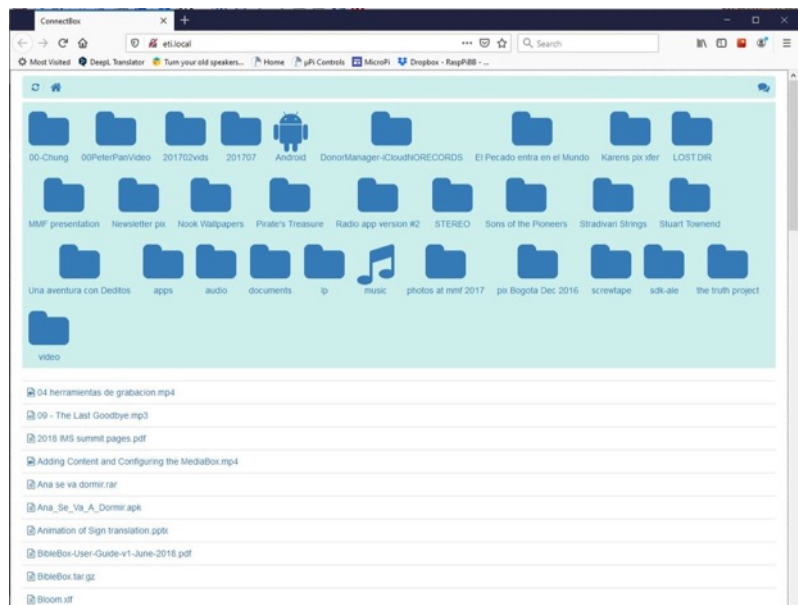 ConnectBox
eti.local
Search
Most Visited DeepL Translator Turn your old speakers... Home µPi Controls MicroPi Dropbox - RaspPiBB - ...
00-Chung 00PeterPanVideo 201702vids 201707 Android DonorManager-iCloudNORECORDS El Pecado entra en el Mundo Karens pix xfer LOST.DIR
MMF presentation Newsletter pix Nook Wallpapers Pirate's Treasure Radio app version #2 STEREO Sons of the Pioneers Stradivari Strings Stuart Townend
Una aventura con Deditos apps audio documents lp music photos at mmf 2017 pix Bogota Dec 2016 screwtape sdk-ale the truth project
video
04 herramientas de grabacion.mp4
09 - The Last Goodbye.mp3
2018 IMS summit pages.pdf
Adding Content and Configuring the MediaBox.mp4
Ana se va dormir.rar
Ana_Se_Va_A_Dormir.apk
Animation of Sign translation.pptx
BibleBox-User-Guide-v1-June-2018.pdf
BibleBox.tar.gz
Bloom.xlf